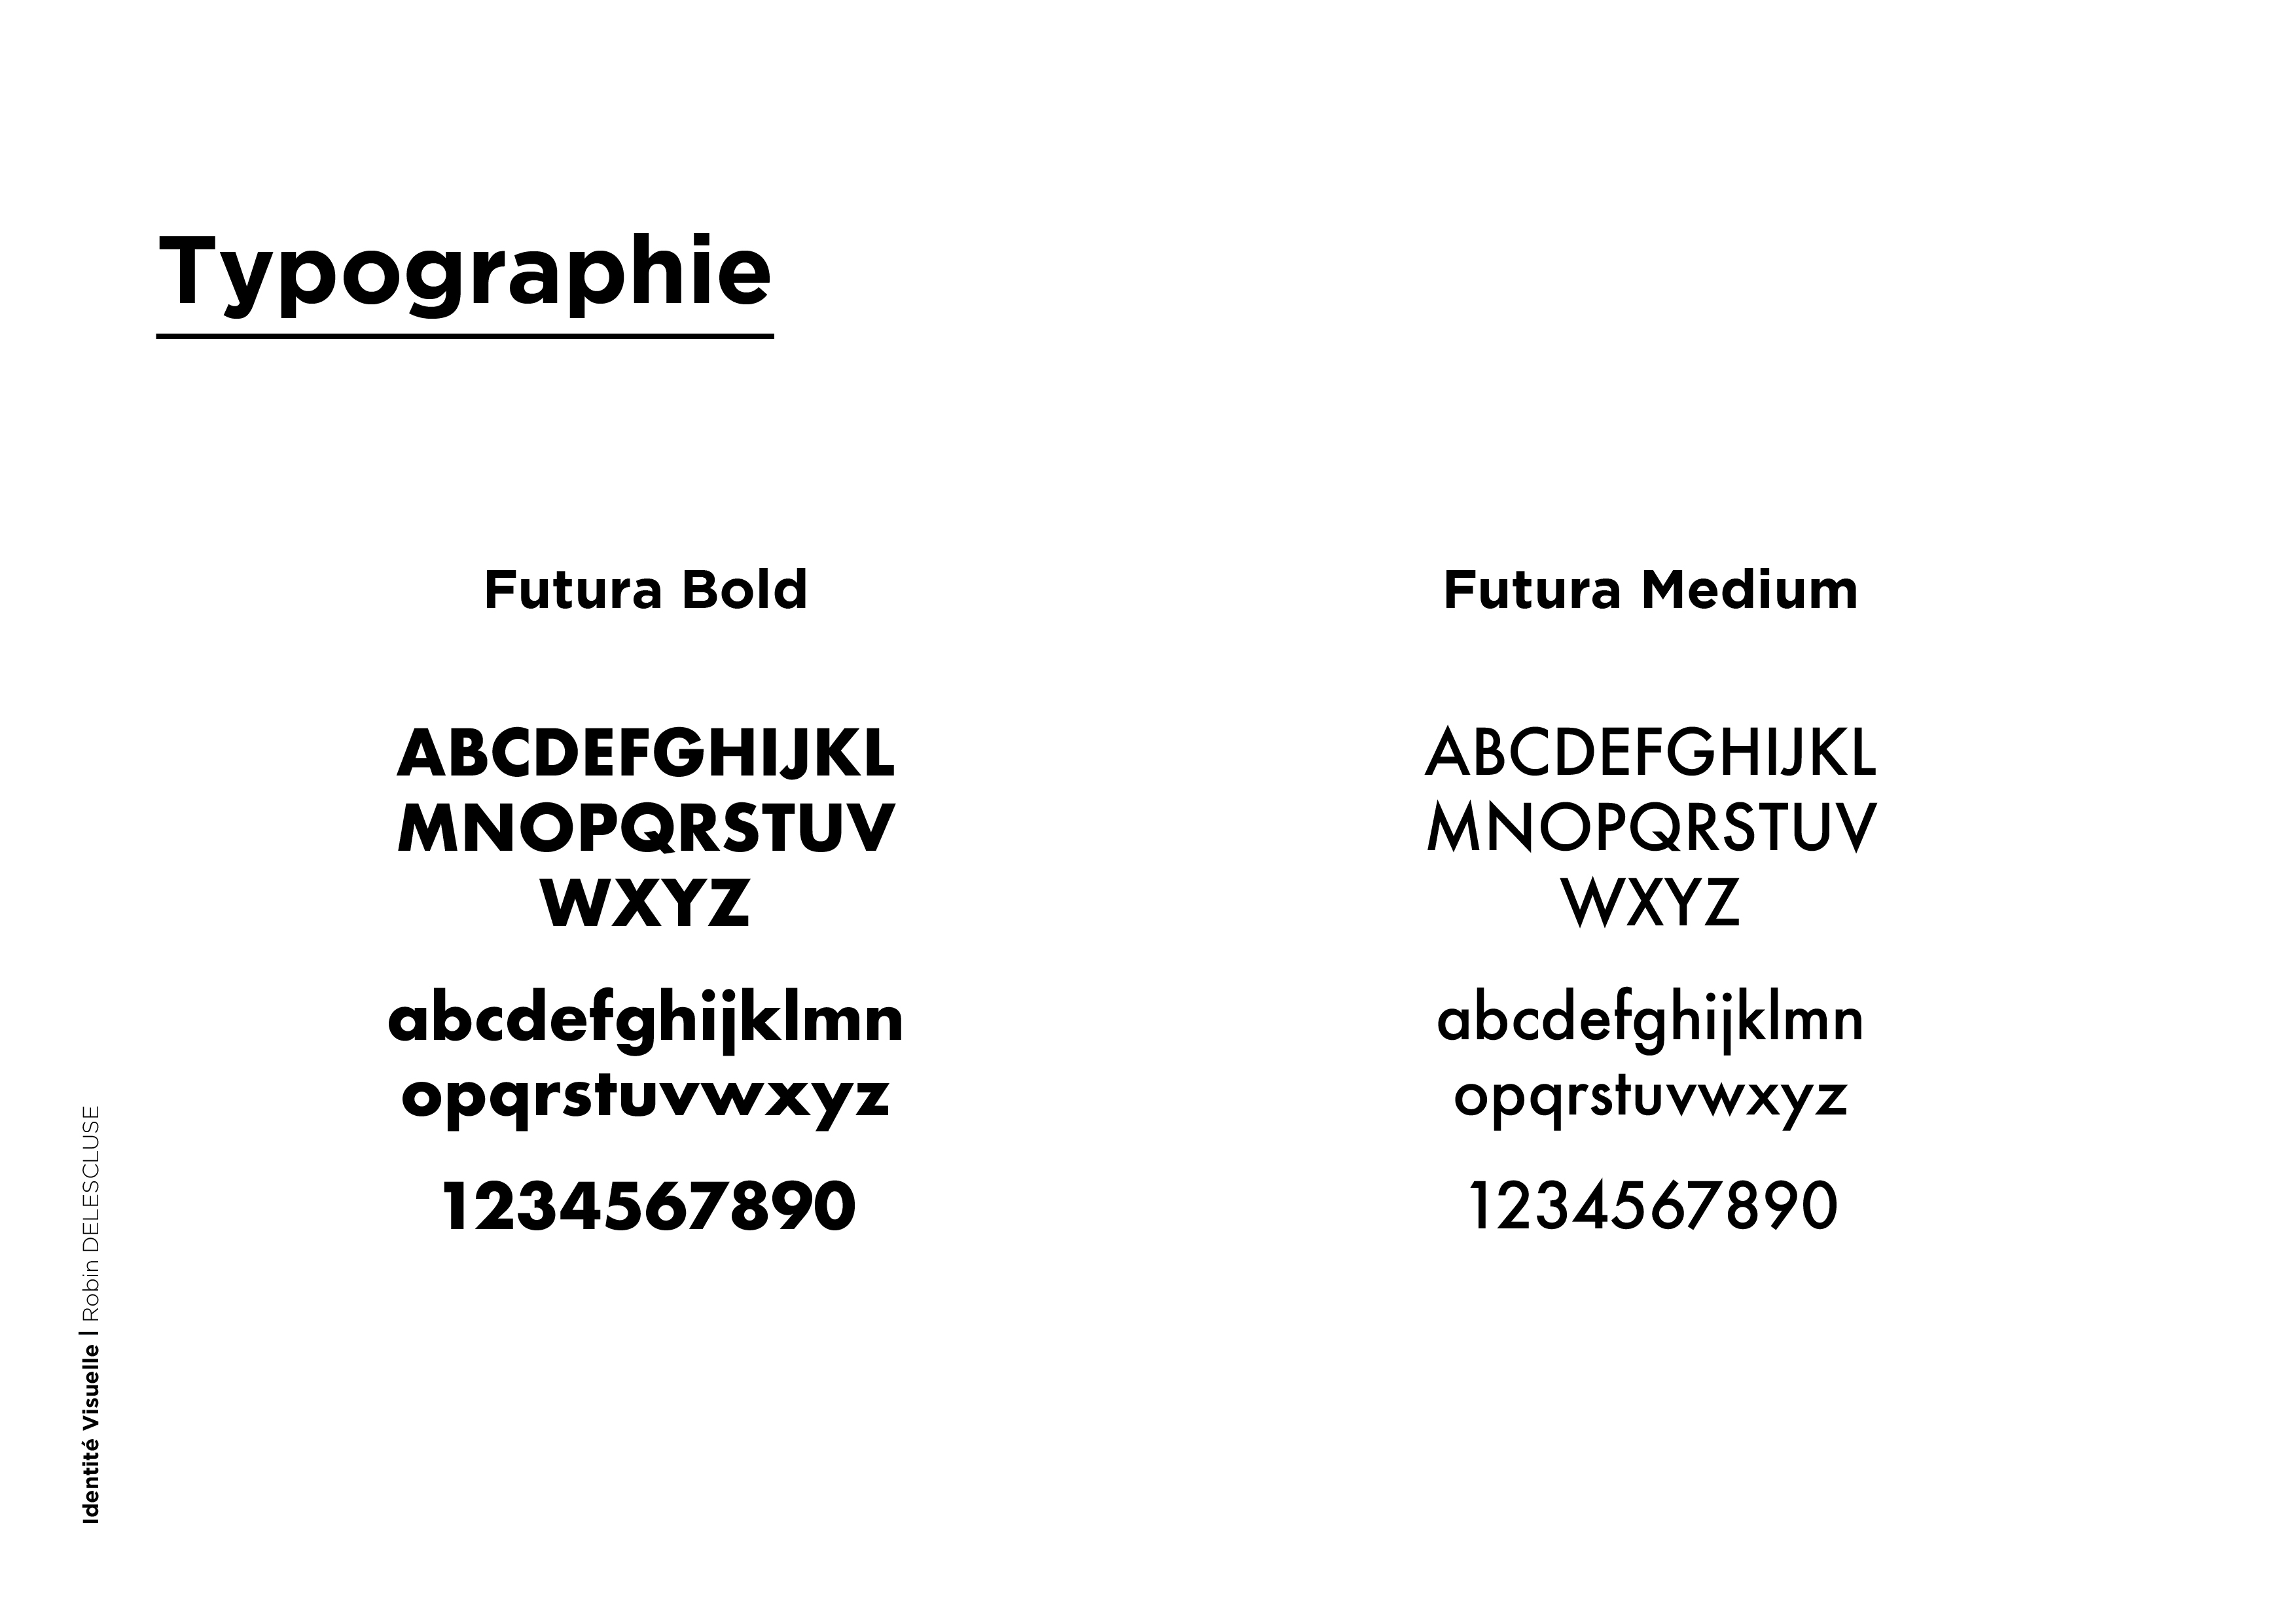 Typographie
Futura Bold
ABCDEFGHIJKL
MNOPQRSTUV
WXYZ
abcdefghijklmn
opqrstuvwxyz
1234567890
Futura Medium
ABCDEFGHIJKL
MNOPQRSTUV
WXYZ
abcdefghijklmn
opqrstuvwxyz
1234567890
Identité Visuelle | Robin DELESCLUSE